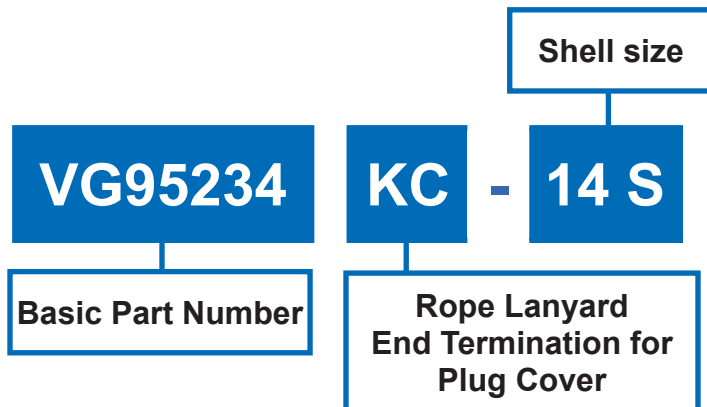 Shell size
VG95234 KC - 14 S
Basic Part Number
Rope Lanyard
End Termination for
Plug Cover